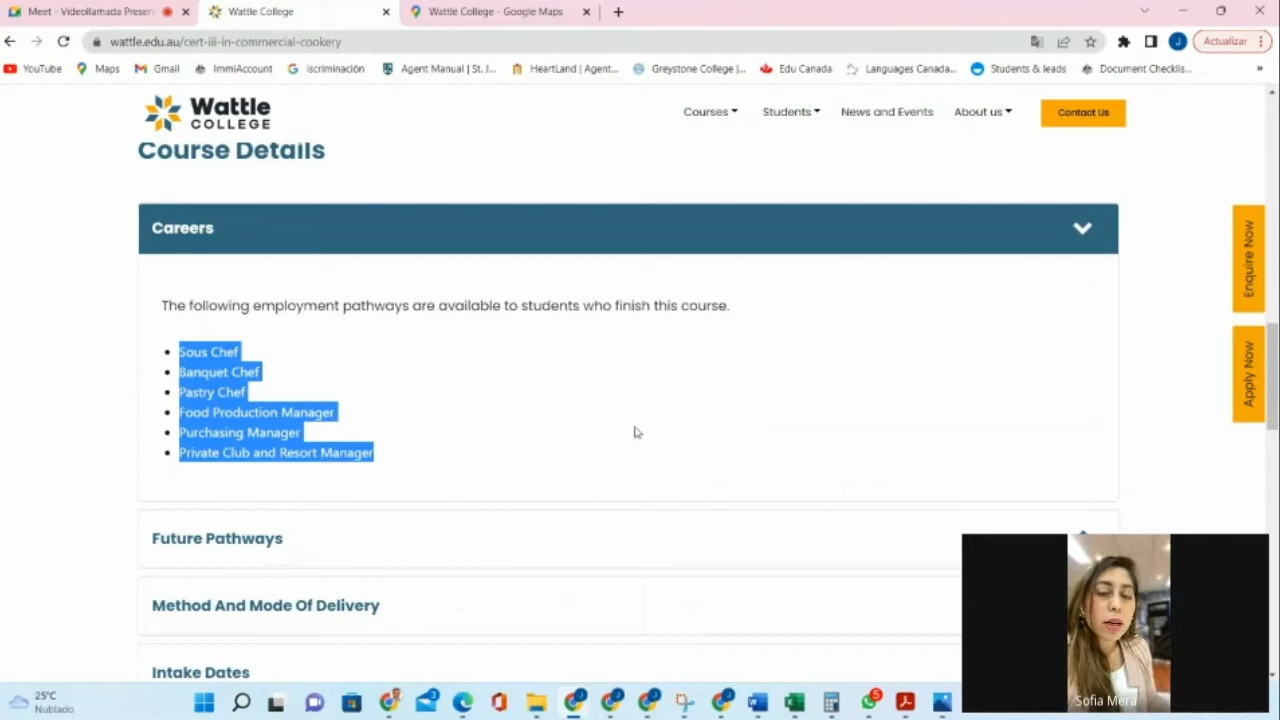 Meet - Videollamada Present
Wattle College
Wattle College - Google Maps
wattle.edu.au/cert-iii-in-commercial-cookery
Actualizar
YouTube
Maps
Gmail
ImmiAccount
iscriminación
Agent Manual | St. J...
HeartLand | Agent...
Greystone College |...
Edu Canada
Languages Canada...
Students & leads
Document Checklis...
»
Wattle
COLLEGE
Courses
Students
News and Events
About us
Contact Us
Course Details
Careers
The following employment pathways are available to students who finish this course.
• Sous Chef
• Banquet Chef
• Pastry Chef
• Food Production Manager
• Purchasing Manager
• Private Club and Resort Manager
Enquire Now
Apply Now
Future Pathways
Method And Mode Of Delivery
Intake Dates
Sofia Mera
25°C
Nublado
5